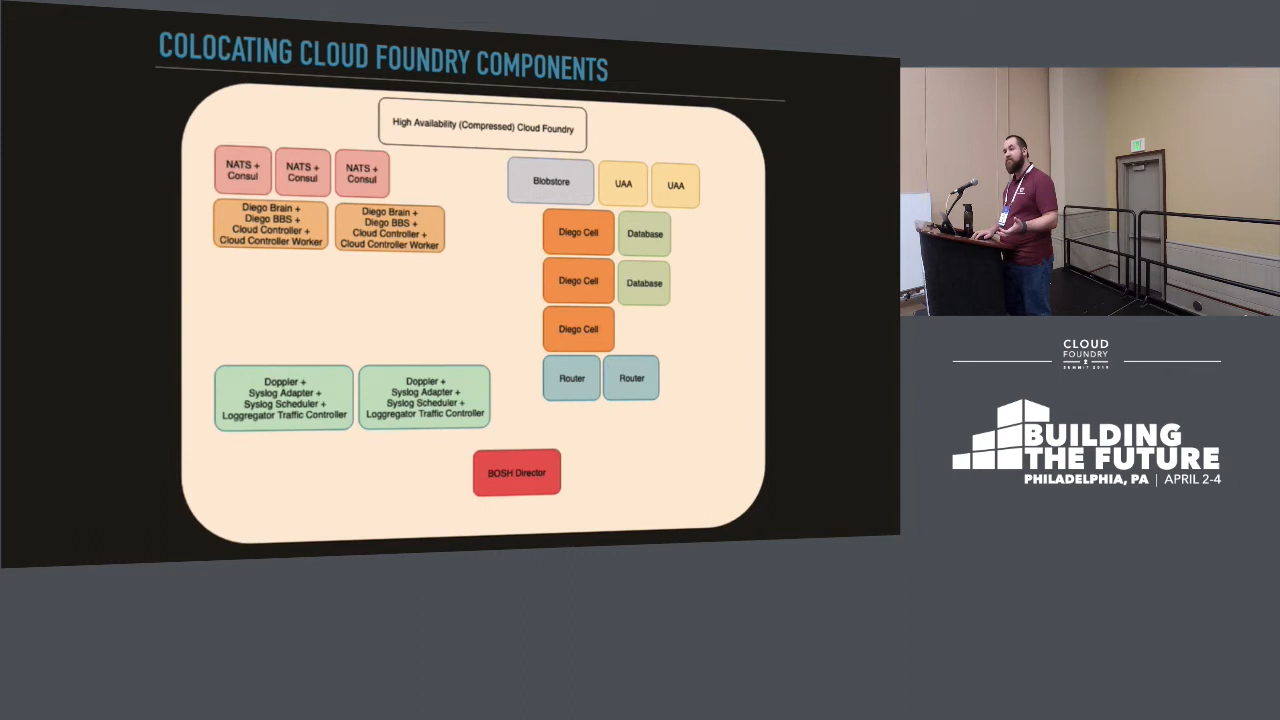 COLOCATING CLOUD FOUNDRY COMPONENTS
High Availability (Compressed) Cloud Foundry
NATS +
Consul
NATS +
Consul
NATS +
Consul
Blobstore
UAA
UAA
Diego Brain +
Diego BBS +
Cloud Controller +
Cloud Controller Worker
Diego Brain +
Diego BBS +
Cloud Controller +
Cloud Controller Worker
Diego Cell
Database
Diego Cell
Database
Diego Cell
Router
Router
Doppler +
Syslog Adapter +
Syslog Scheduler +
Loggregator Traffic Controller
Doppler +
Syslog Adapter +
Syslog Scheduler +
Loggregator Traffic Controller
BOSH Director
CLOUD
FOUNDRY
SUMMIT 2019
BUILDING
THE FUTURE
PHILADELPHIA, PA | APRIL 2-4